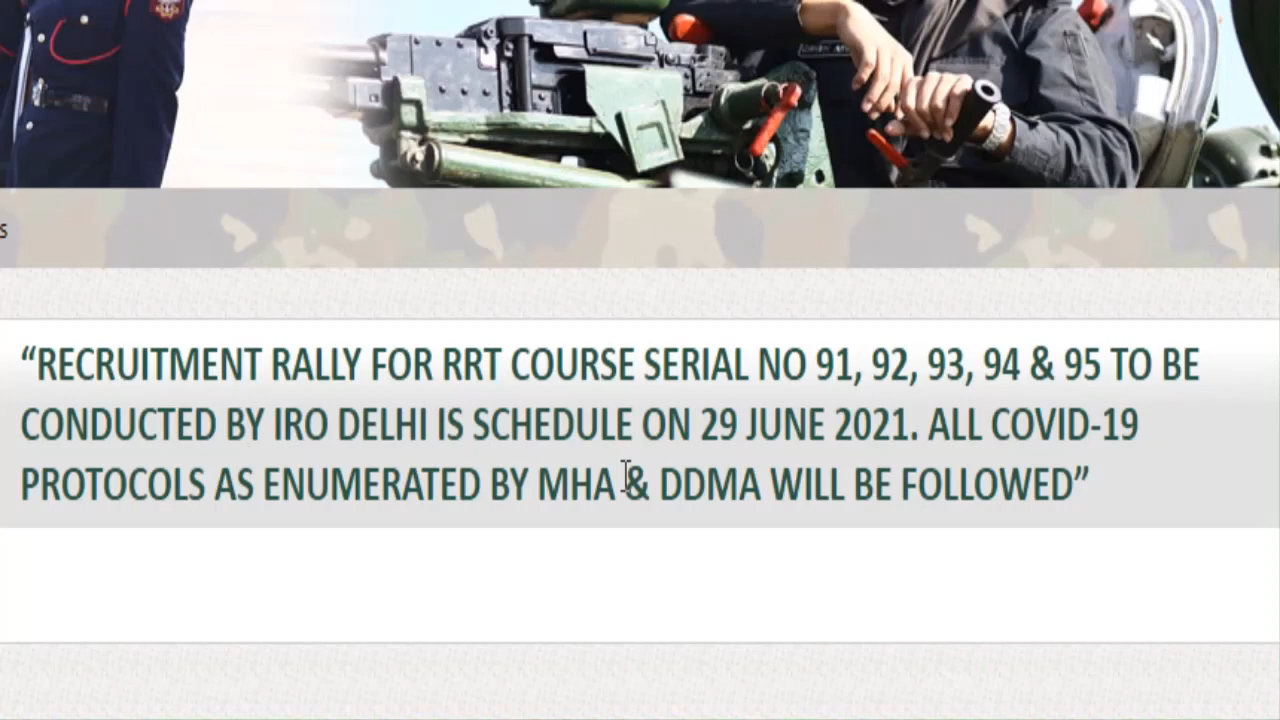 s
“RECRUITMENT RALLY FOR RRT COURSE SERIAL NO 91, 92, 93, 94 & 95 TO BE
CONDUCTED BY IRO DELHI IS SCHEDULE ON 29 JUNE 2021. ALL COVID-19
PROTOCOLS AS ENUMERATED BY MHA & DDMA WILL BE FOLLOWED”